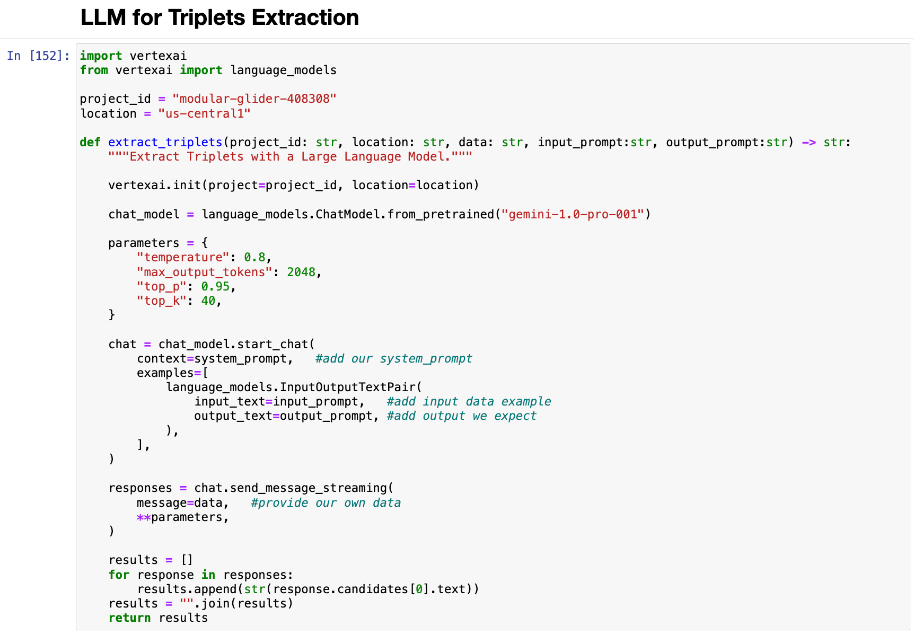 LLM for Triplets Extraction
In [152]: import vertexai
from vertexai import language_models
project_id = "modular-glider-408308"
location = "us-central1"
def extract_triplets(project_id: str, location: str, data: str, input_prompt:str, output_prompt:str) -> str:
    """Extract Triplets with a Large Language Model."""
    vertexai.init(project=project_id, location=location)
    chat_model = language_models.ChatModel.from_pretrained("gemini-1.0-pro-001")
    parameters = {
        "temperature": 0.8,
        "max_output_tokens": 2048,
        "top_p": 0.95,
        "top_k": 40,
    }
    chat = chat_model.start_chat(
        context=system_prompt,   #add our system_prompt
        examples=[
            language_models.InputOutputTextPair(
                input_text=input_prompt,   #add input data example
                output_text=output_prompt, #add output we expect
            ),
        ],
    )
    responses = chat.send_message_streaming(
        message=data,   #provide our own data
        **parameters,
    )
    results = []
    for response in responses:
        results.append(str(response.candidates[0].text))
    results = "".join(results)
    return results